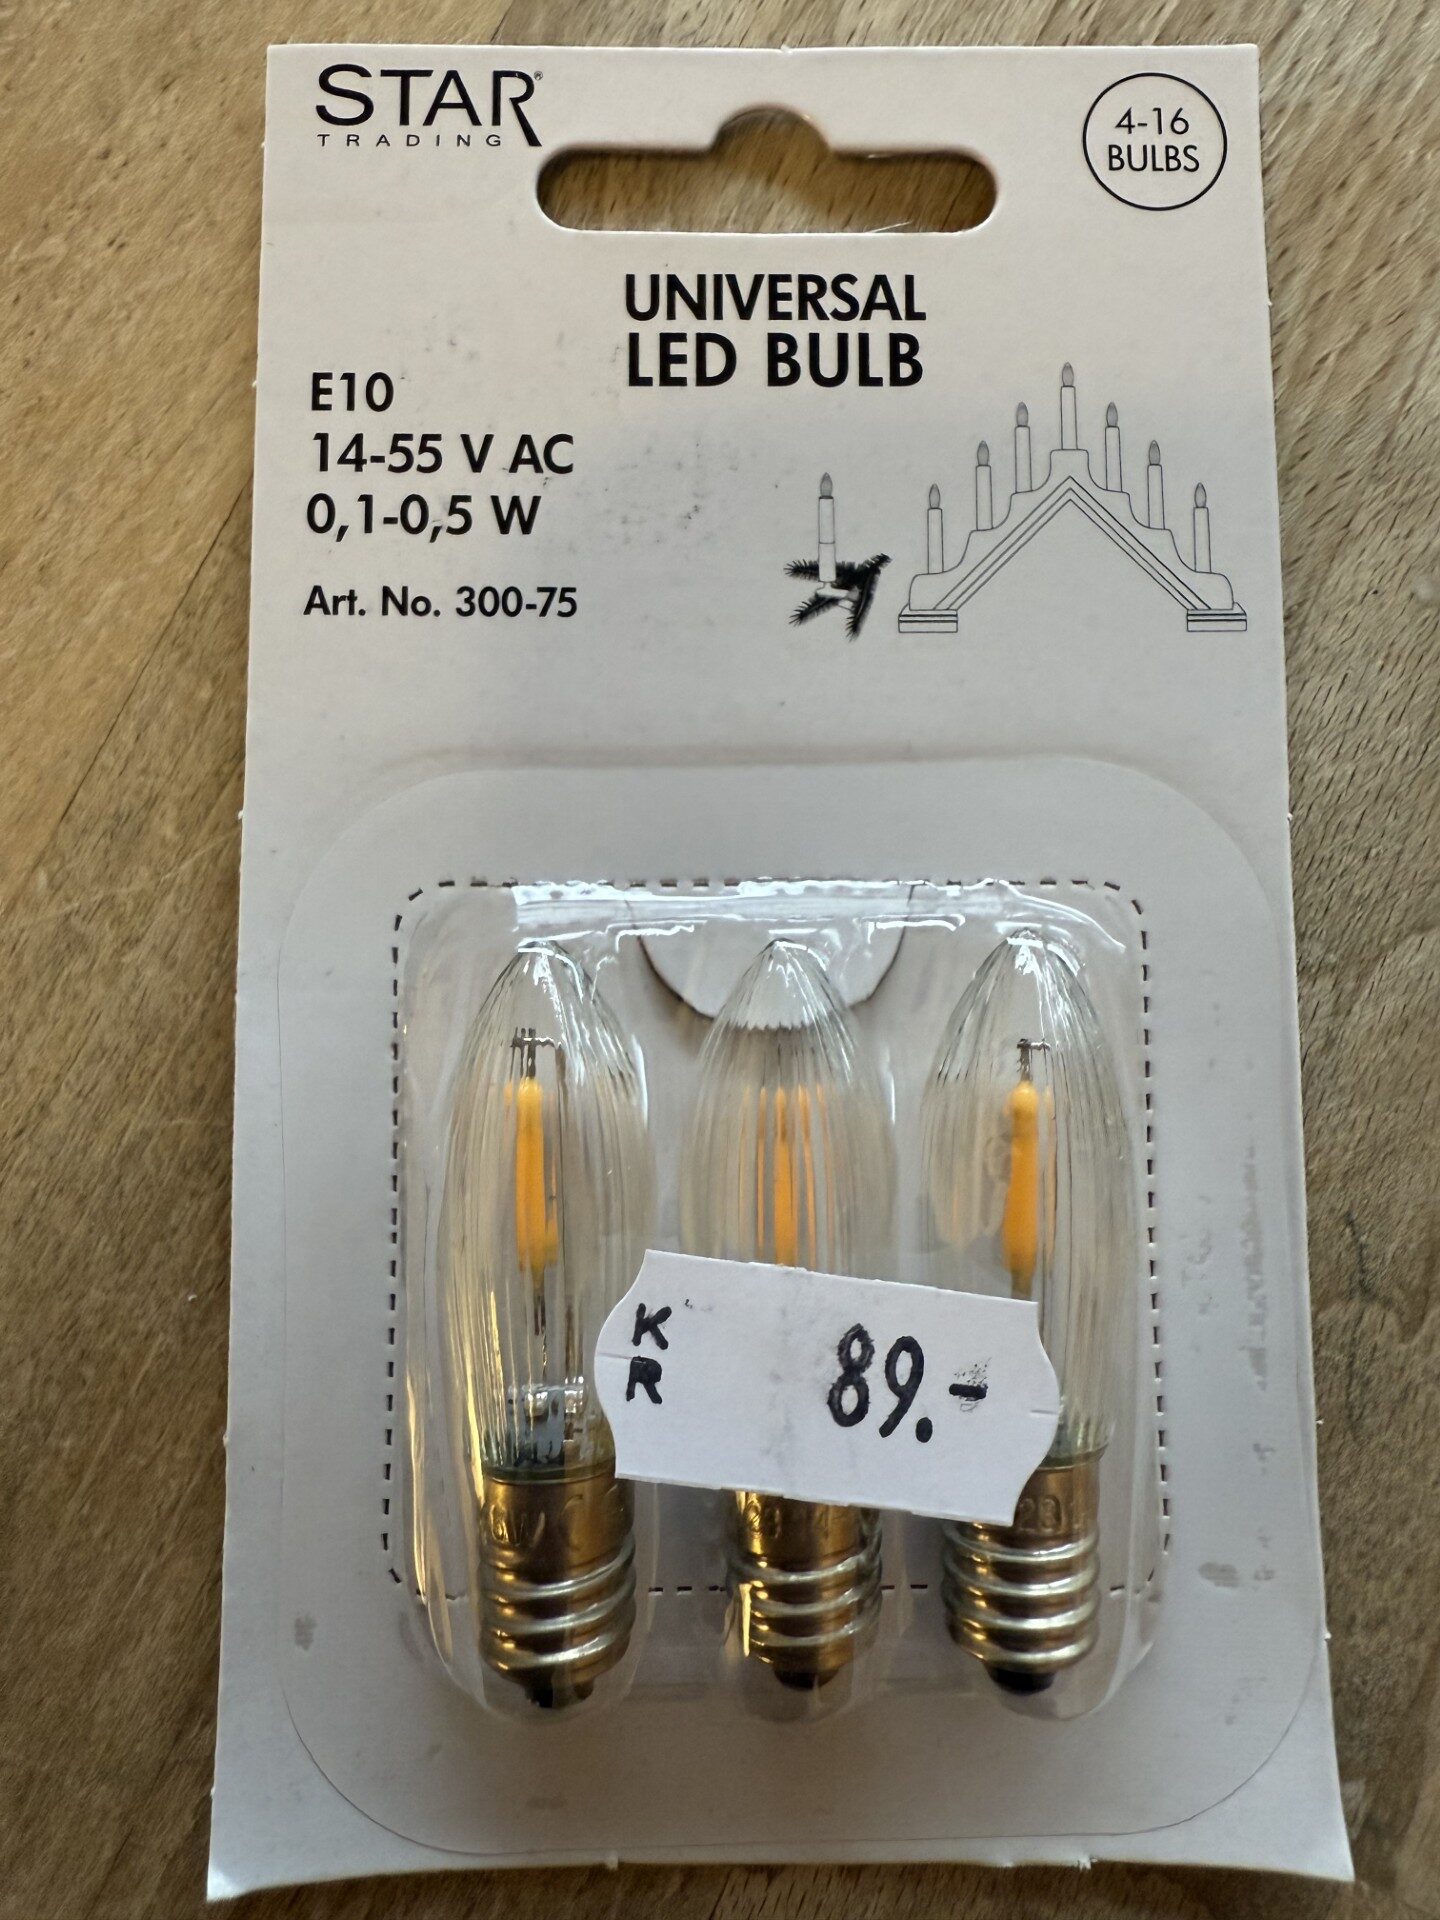 STAR®
TRADING
4-16
BULBS
UNIVERSAL
LED BULB
E10
14-55 V AC
0,1-0,5 W
Art. No. 300-75
K
R
89.-